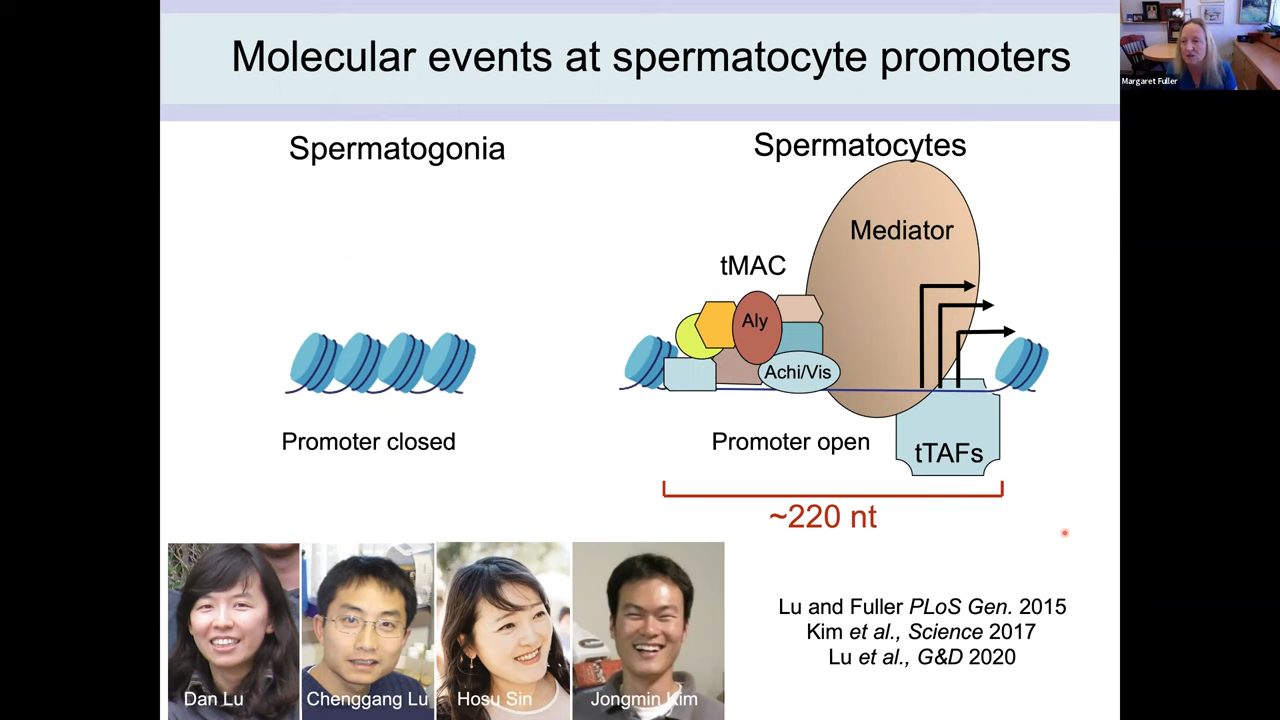 Molecular events at spermatocyte promoters
Margaret Fuller
Spermatogonia
Spermatocytes
Mediator
tMAC
Aly
Achi/Vis
Promoter closed
Promoter open
tTAFs
~220 nt
Lu and Fuller PLoS Gen. 2015
Kim et al., Science 2017
Lu et al., G&D 2020
Dan Lu
Chenggang Lu
Hosu Sin
Jongmin Kim